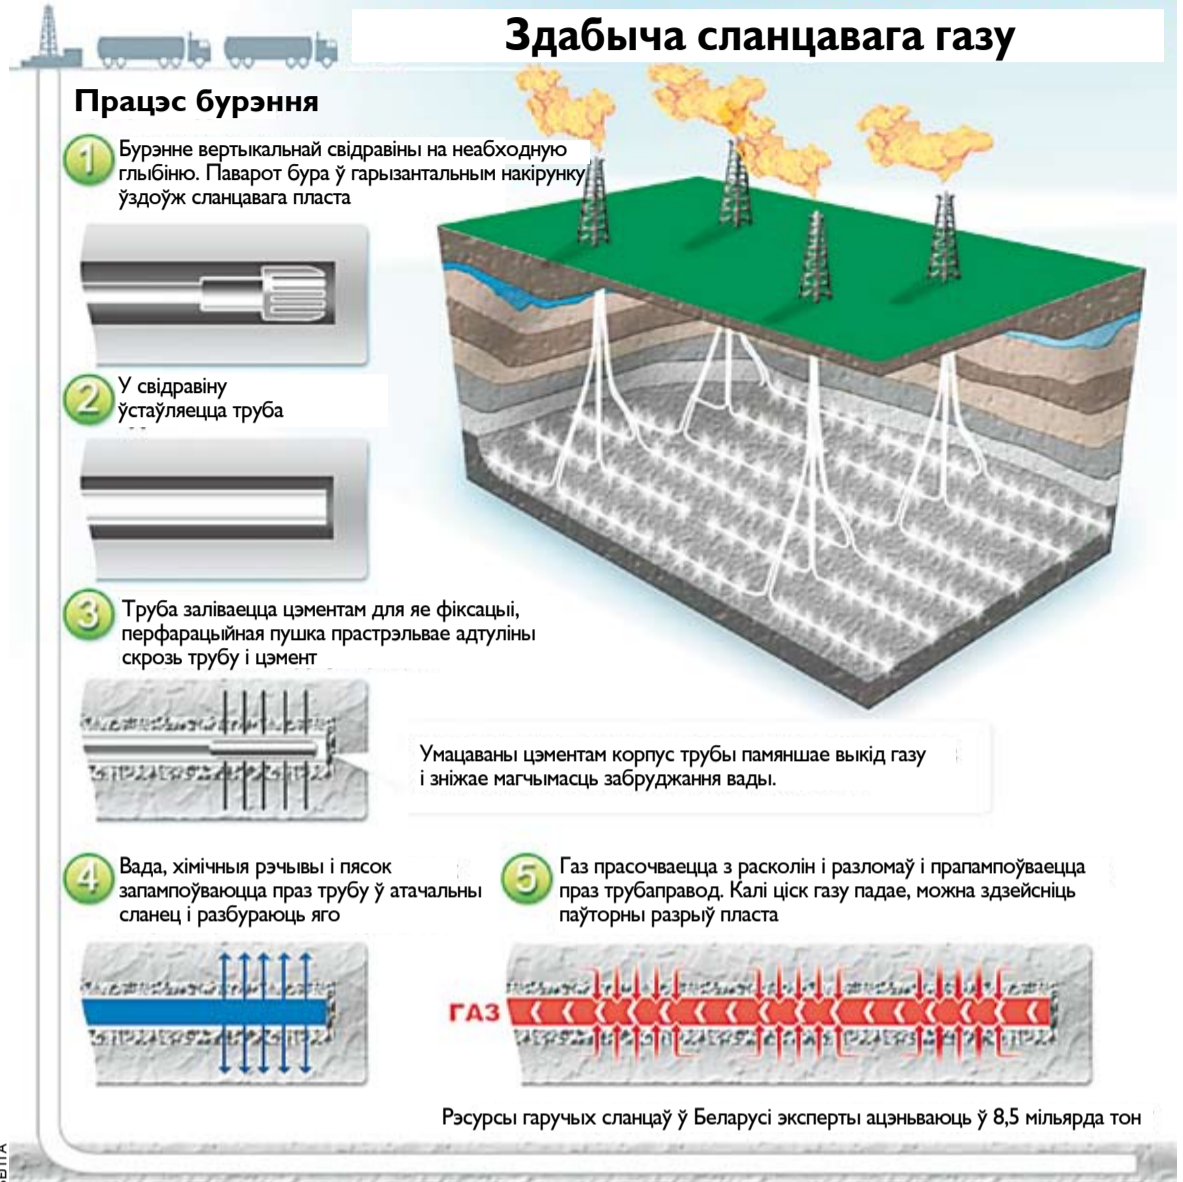 Здабыча сланцавага газу
Працэс бурэння
1
Бурэнне вертыкальнай свідравіны на неабходную
глыбіню. Паварот бура ў гарызантальным накірунку
ўздоўж сланцавага пласта
2
У свідравіну
ўстаўляецца труба
3
Труба заліваецца цэментам для яе фіксацыі,
перфарацыйная пушка прастрэльвае адтуліны
скрозь трубу і цэмент
Умацаваны цэментам корпус трубы памяншае выкід газу
і зніжае магчымасць забруджання вады.
4
Вада, хімічныя рэчывы і пясок
запампоўваюцца праз трубу ў атачальны
сланец і разбураюць яго
5
Газ прасочваецца з расколін і разломаў і прапампоўваецца
праз трубаправод. Калі ціск газу падае, можна здзейсніць
паўторны разрыў пласта
ГАЗ
Рэсурсы гаручых сланцаў ў Беларусі эксперты ацэньваюць ў 8,5 мільярда тон